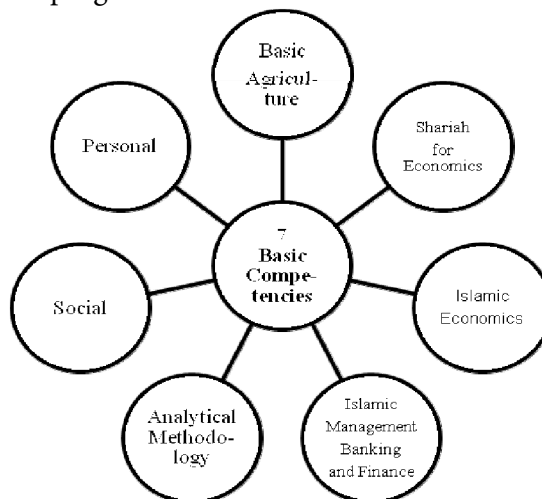 Basic
Agricul-
ture
Shariah
for
Economics
Islamic
Economics
Islamic
Management
Banking
and Finance
Analytical
Methodo-
logy
Social
Personal
7
Basic
Compe-
tencies